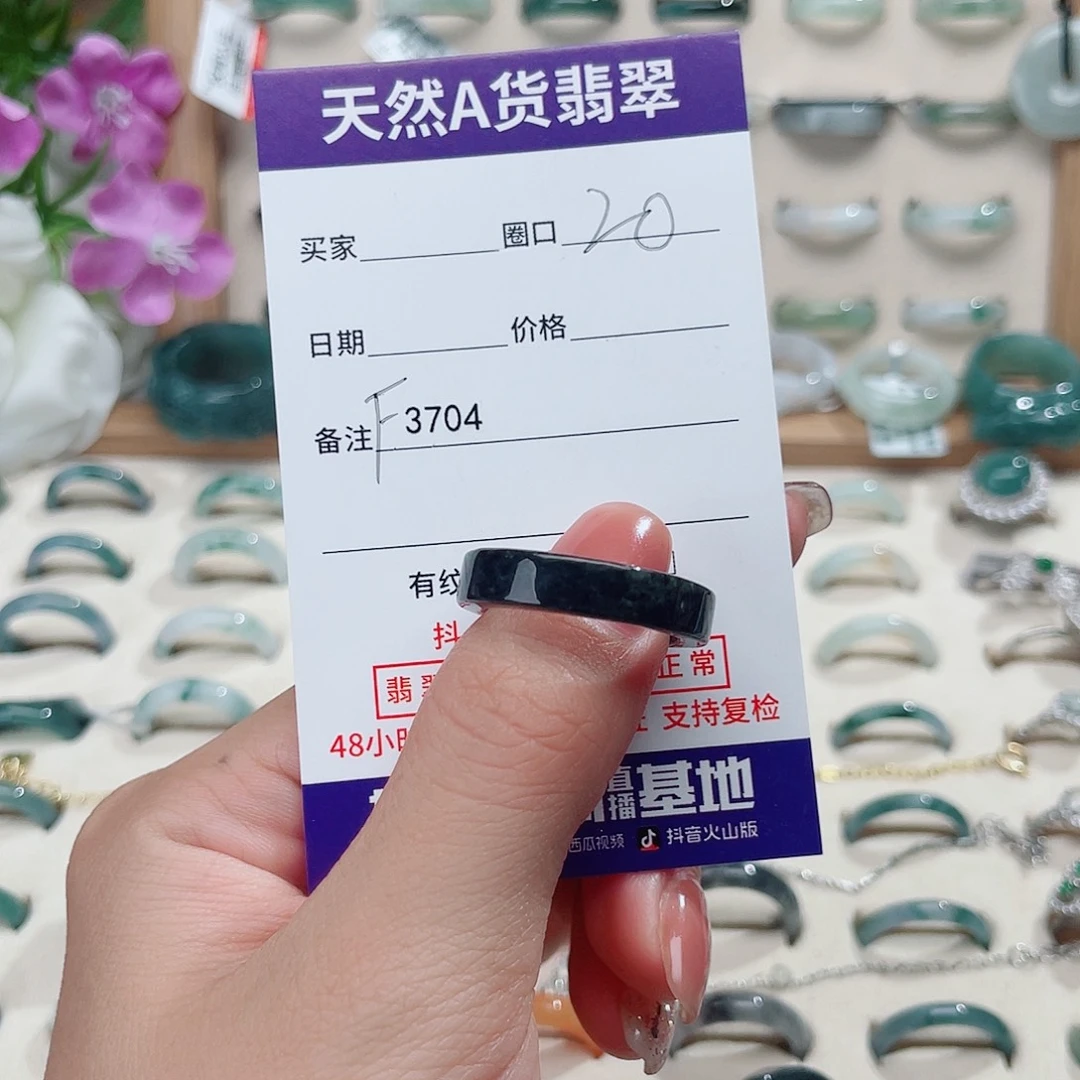 天然A货翡翠
买家 圈口 20
日期 价格
备注 F 3704
有纹
抖
翡 正常
48小时 支持复检
直播基地
西瓜视频 抖音火山版